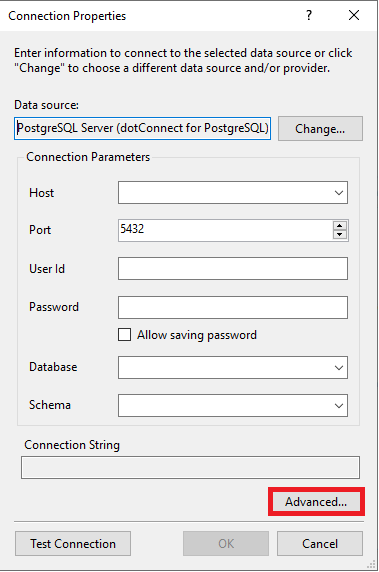 Connection Properties
?
Enter information to connect to the selected data source or click
"Change" to choose a different data source and/or provider.
Data source:
PostgreSQL Server (dotConnect for PostgreSQL)
Change...
Connection Parameters
Host
Port
5432
User Id
Password
Allow saving password
Database
Schema
Connection String
Advanced...
Test Connection
OK
Cancel